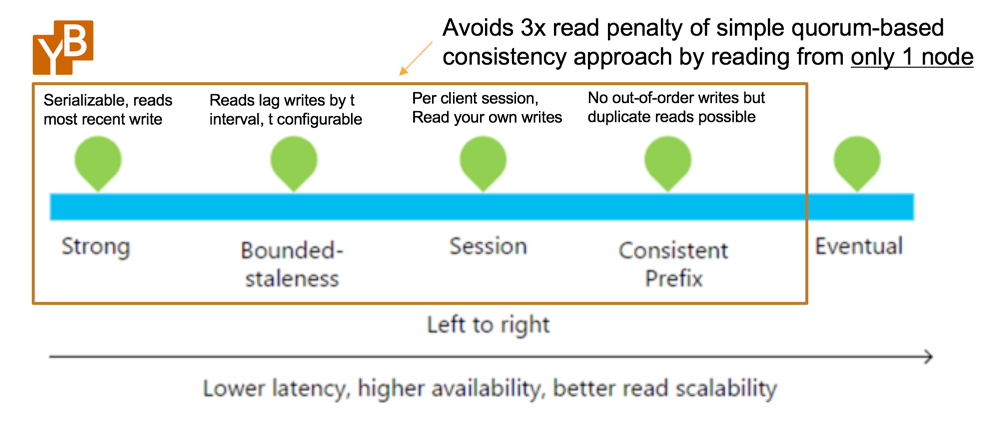 YB
Avoids 3x read penalty of simple quorum-based
consistency approach by reading from only 1 node
Serializable, reads
most recent write
Reads lag writes by t
interval, t configurable
Per client session,
Read your own writes
No out-of-order writes but
duplicate reads possible
Strong
Bounded-
staleness
Session
Consistent
Prefix
Eventual
Left to right
Lower latency, higher availability, better read scalability